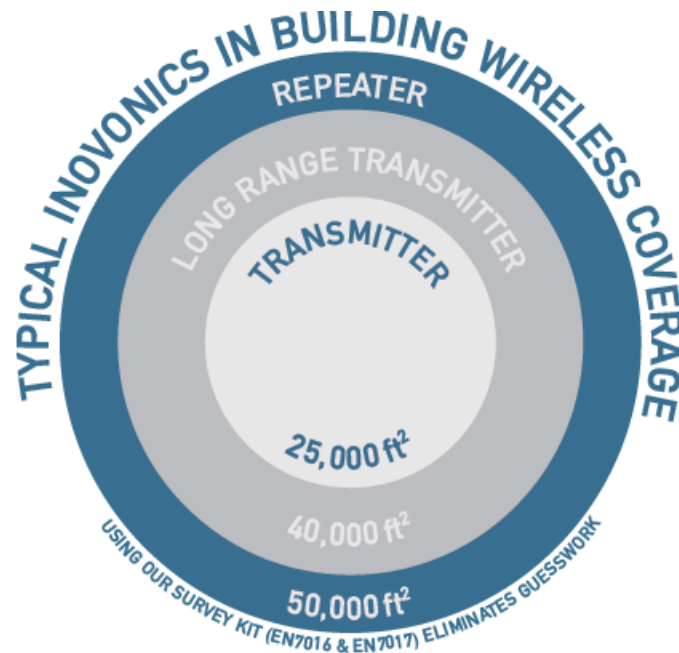 TYPICAL INOVONICS IN BUILDING WIRELESS COVERAGE
REPEATER
LONG RANGE TRANSMITTER
TRANSMITTER
25,000 ft²
40,000 ft²
50,000 ft²
USING OUR SURVEY KIT (EN7016 & EN7017) ELIMINATES GUESSWORK